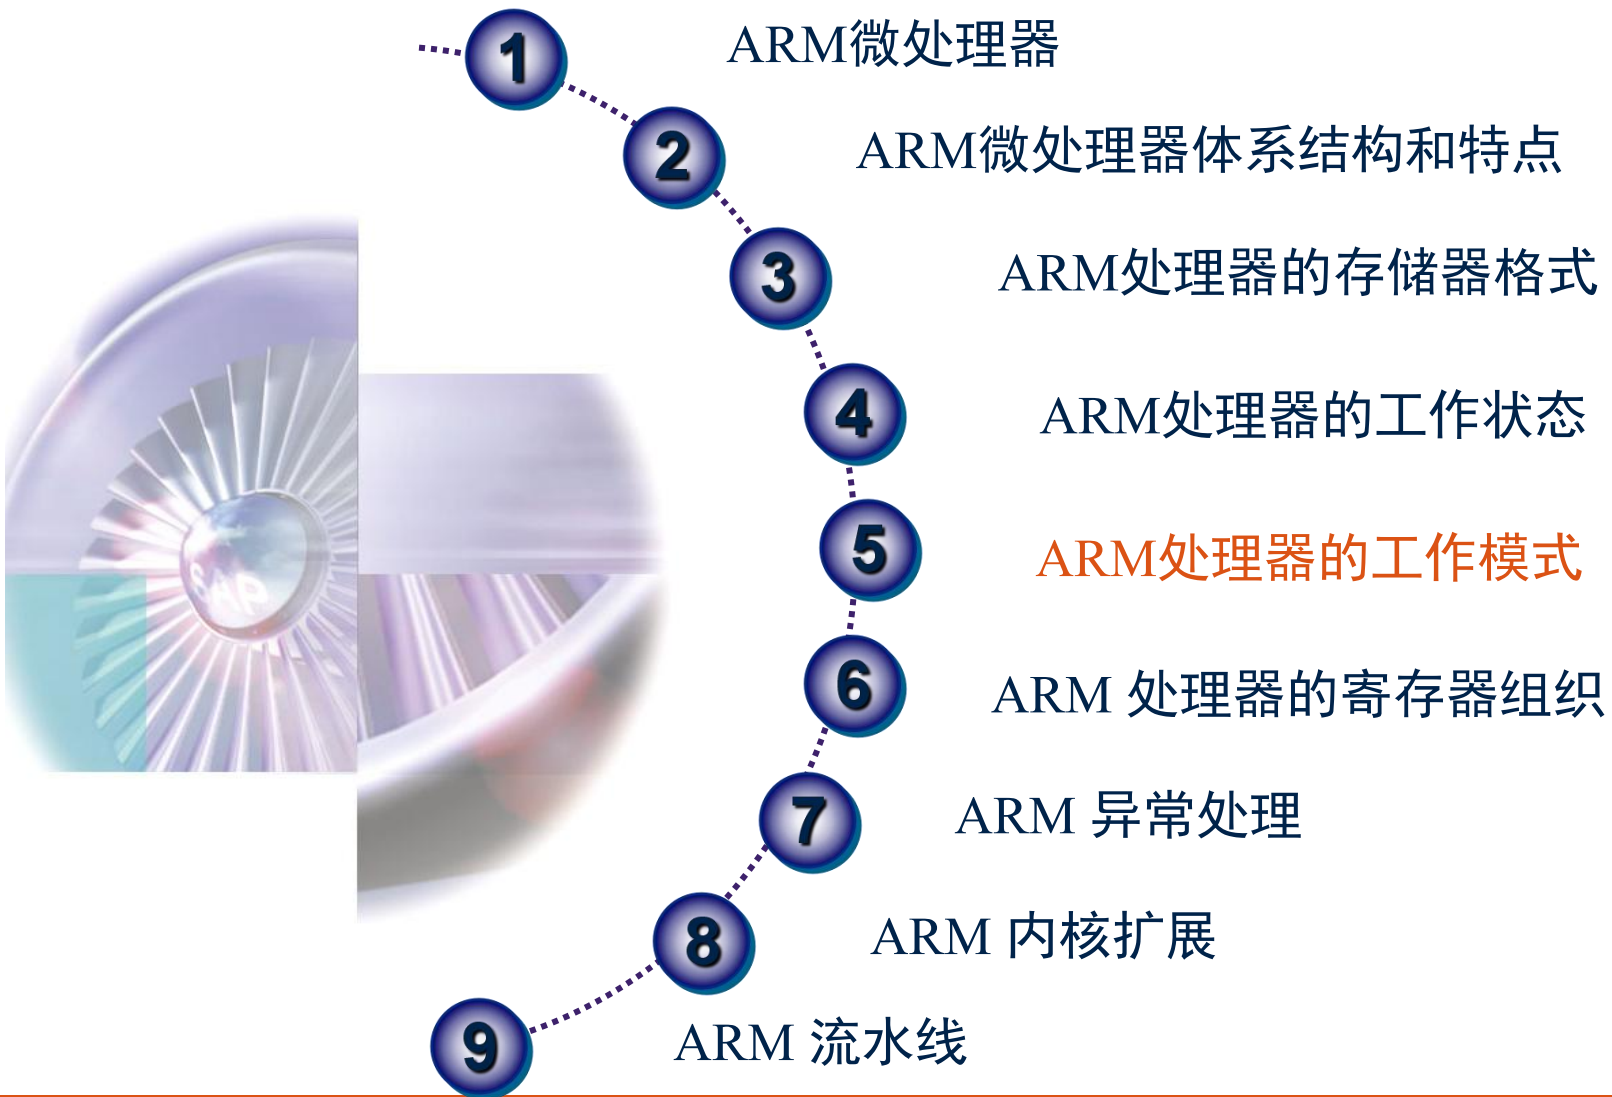 1 ARM微处理器
2 ARM微处理器体系结构和特点
3 ARM处理器的存储器格式
4 ARM处理器的工作状态
5 ARM处理器的工作模式
6 ARM 处理器的寄存器组织
7 ARM 异常处理
8 ARM 内核扩展
9 ARM 流水线
SAP